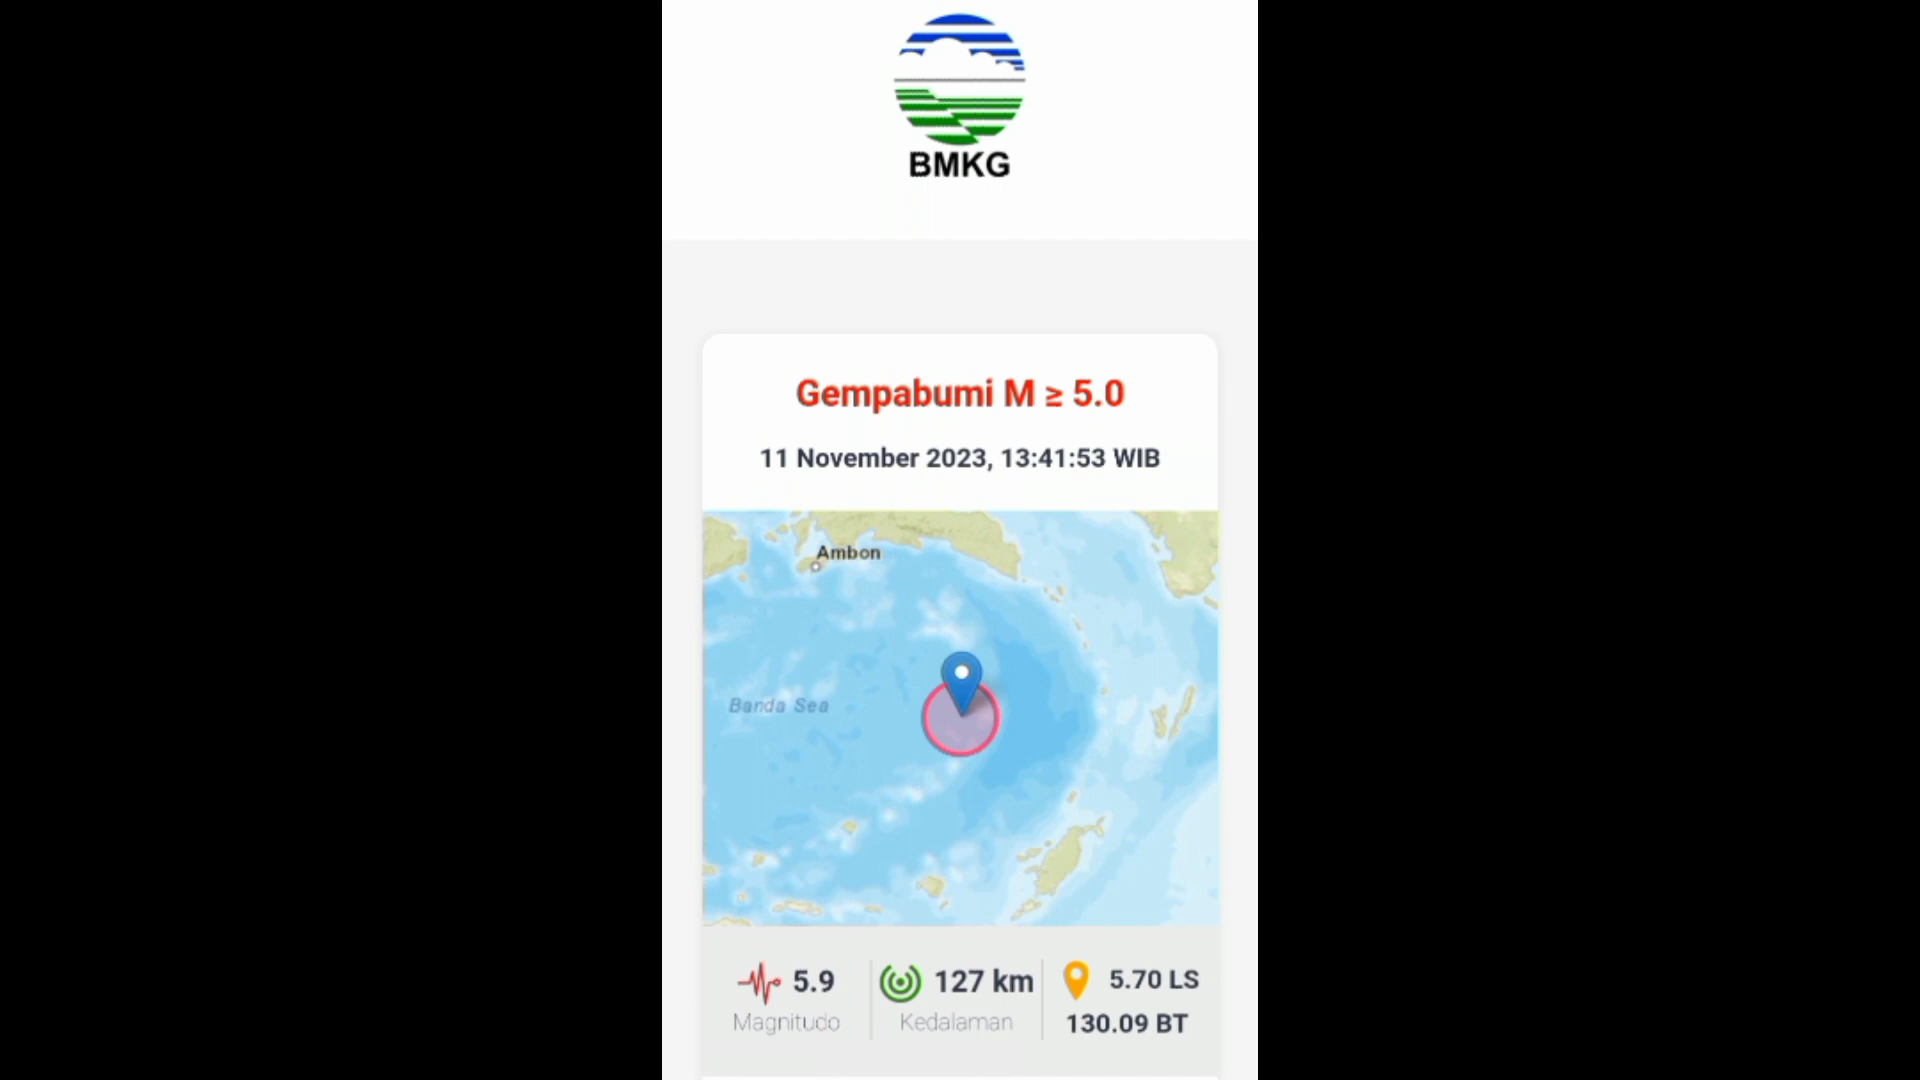 BMKG
Gempabumi M ≥ 5.0
11 November 2023, 13:41:53 WIB
Ambon
Banda Sea
5.9
Magnitudo
127 km
Kedalaman
5.70 LS
130.09 BT